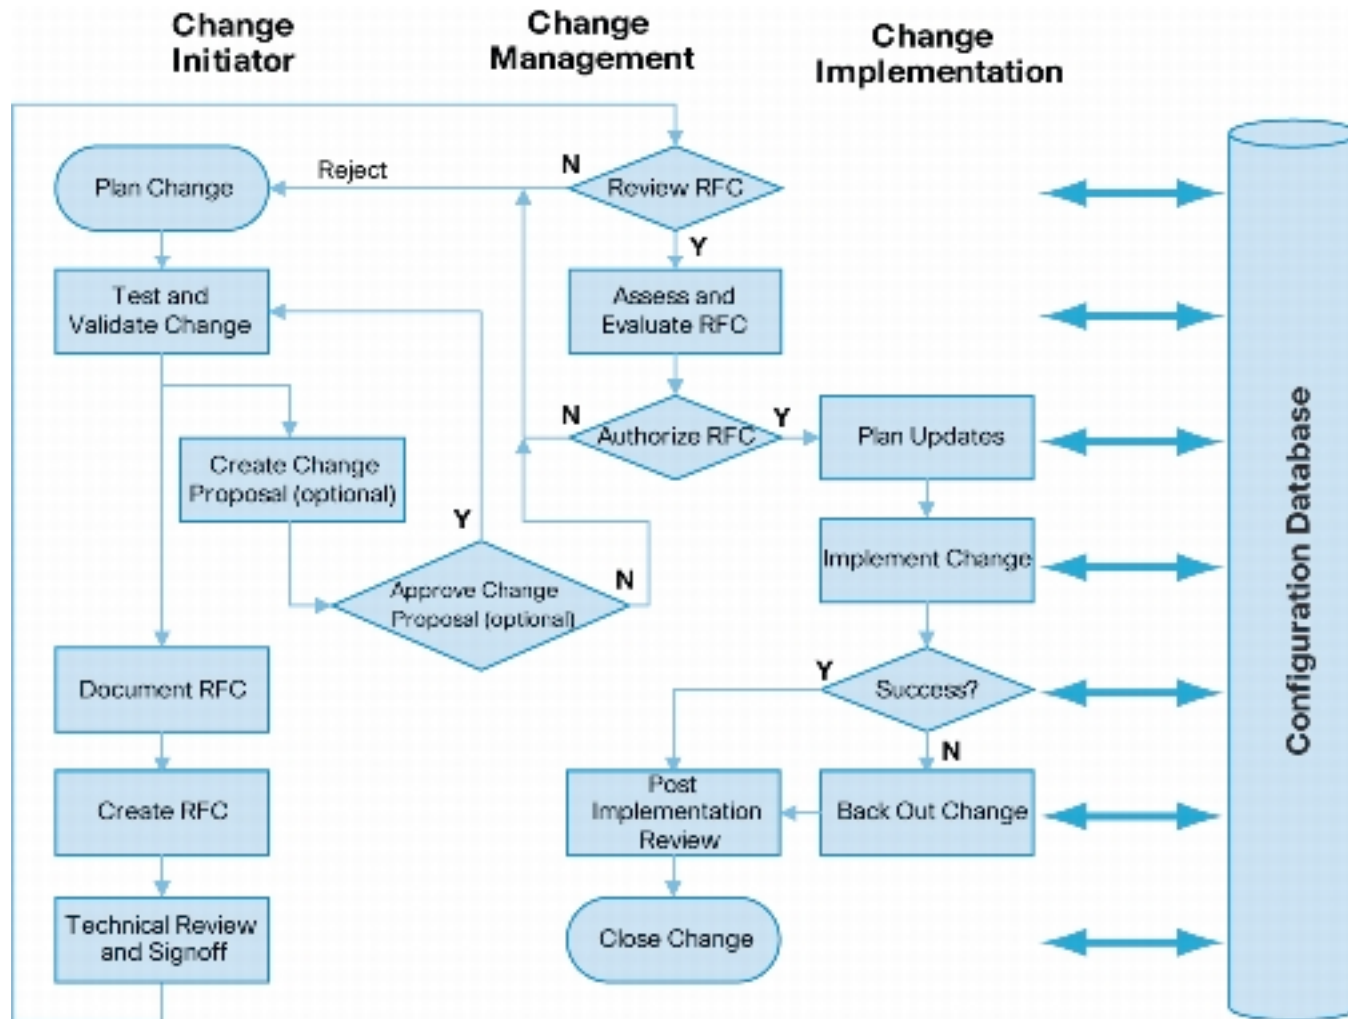 Change
Initiator
Change
Management
Change
Implementation
Plan Change
Reject
N
Review RFC
Y
Test and
Validate Change
Assess and
Evaluate RFC
N
Authorize RFC
Y
Plan Updates
Create Change
Proposal (optional)
Y
Approve Change
Proposal (optional)
N
Implement Change
Document RFC
Y
Success?
N
Create RFC
Post
Implementation
Review
Back Out Change
Technical Review
and Signoff
Close Change
Configuration Database